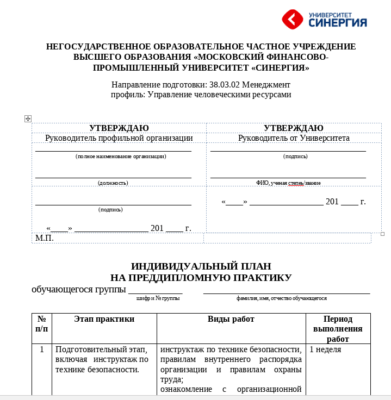 УНИВЕРСИТЕТ
СИНЕРГИЯ
НЕГОСУДАРСТВЕННОЕ ОБРАЗОВАТЕЛЬНОЕ ЧАСТНОЕ УЧРЕЖДЕНИЕ
ВЫСШЕГО ОБРАЗОВАНИЯ «МОСКОВСКИЙ ФИНАНСОВО-
ПРОМЫШЛЕННЫЙ УНИВЕРСИТЕТ «СИНЕРГИЯ»
Направление подготовки: 38.03.02 Менеджмент
профиль: Управление человеческими ресурсами
УТВЕРЖДАЮ УТВЕРЖДАЮ
Руководитель профильной организации Руководитель от Университета
(полное наименование организации) (подпись)
(должность) ФИО, ученая степень/звание
«____» __________________ 201 ____ г.
(подпись)
«____» __________________ 201 ____ г.
М.П.
ИНДИВИДУАЛЬНЫЙ ПЛАН
НА ПРЕДДИПЛОМНУЮ ПРАКТИКУ
обучающегося группы ____________ ____________________________________
шифр и № группы фамилия, имя, отчество обучающегося
№ п/п Этап практики Виды работ Период выполнения работ
1 Подготовительный этап, инструктаж по технике безопасности, 1 неделя
включая инструктаж по правилам внутреннего распорядка
технике безопасности. организации и правилам охраны
труда;
ознакомление с организационной